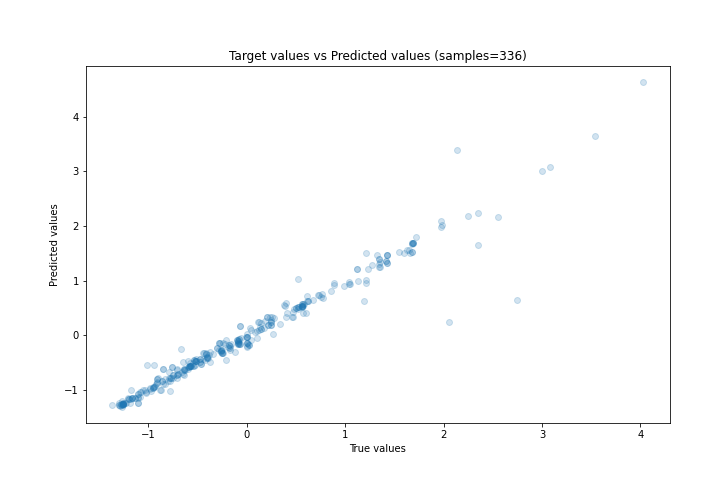 Target values vs Predicted values (samples=336)
Predicted values
4
3
2
1
0
−1
−1 0 1 2 3 4
True values